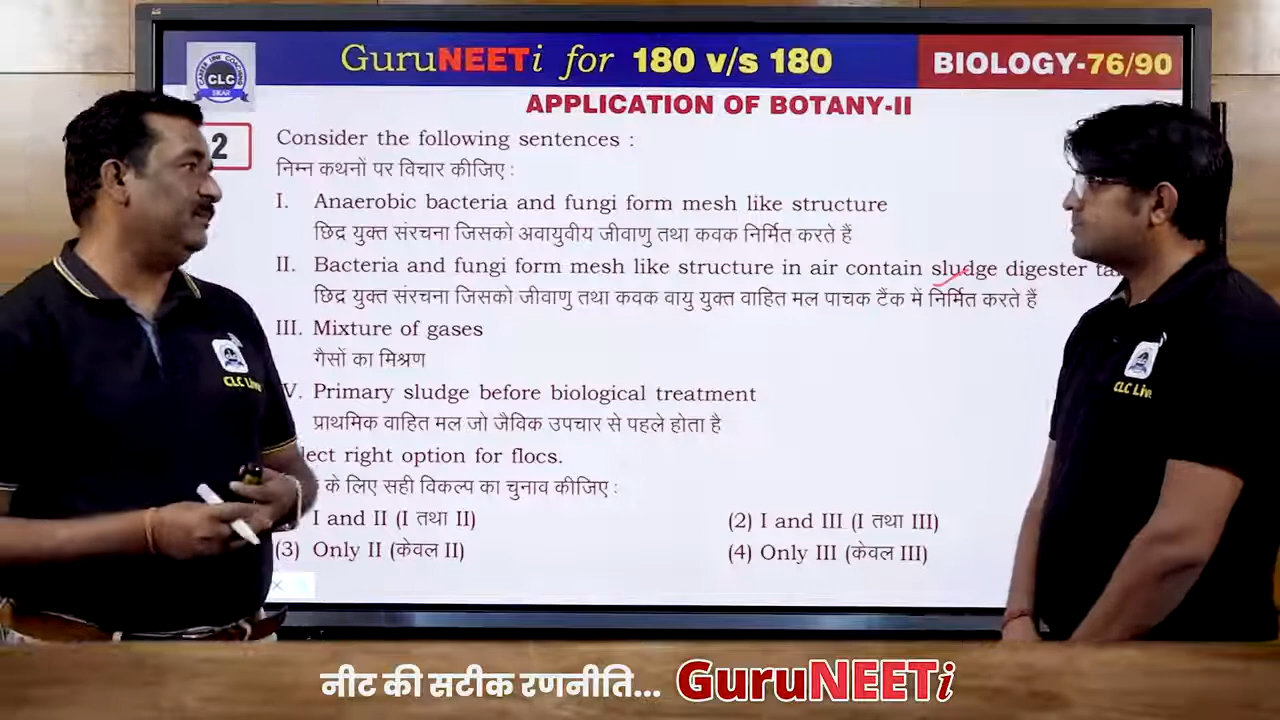 GuruNEETi for 180 v/s 180
BIOLOGY-76/90
CAREER LINE COACHING
CLC
SIKAR
APPLICATION OF BOTANY-II
2
Consider the following sentences :
निम्न कथनों पर विचार कीजिए :
I. Anaerobic bacteria and fungi form mesh like structure
छिद्र युक्त संरचना जिसको अवायुवीय जीवाणु तथा कवक निर्मित करते हैं
II. Bacteria and fungi form mesh like structure in air contain sludge digester ta
छिद्र युक्त संरचना जिसको जीवाणु तथा कवक वायु युक्त वाहित मल पाचक टैंक में निर्मित करते हैं
III. Mixture of gases
गैसों का मिश्रण
V. Primary sludge before biological treatment
प्राथमिक वाहित मल जो जैविक उपचार से पहले होता है
lect right option for flocs.
के लिए सही विकल्प का चुनाव कीजिए :
I and II (I तथा II)
(2) I and III (I तथा III)
(3) Only II (केवल II)
(4) Only III (केवल III)
CLC Live
CLC Live
नीट की सटीक रणनीति... GuruNEETi